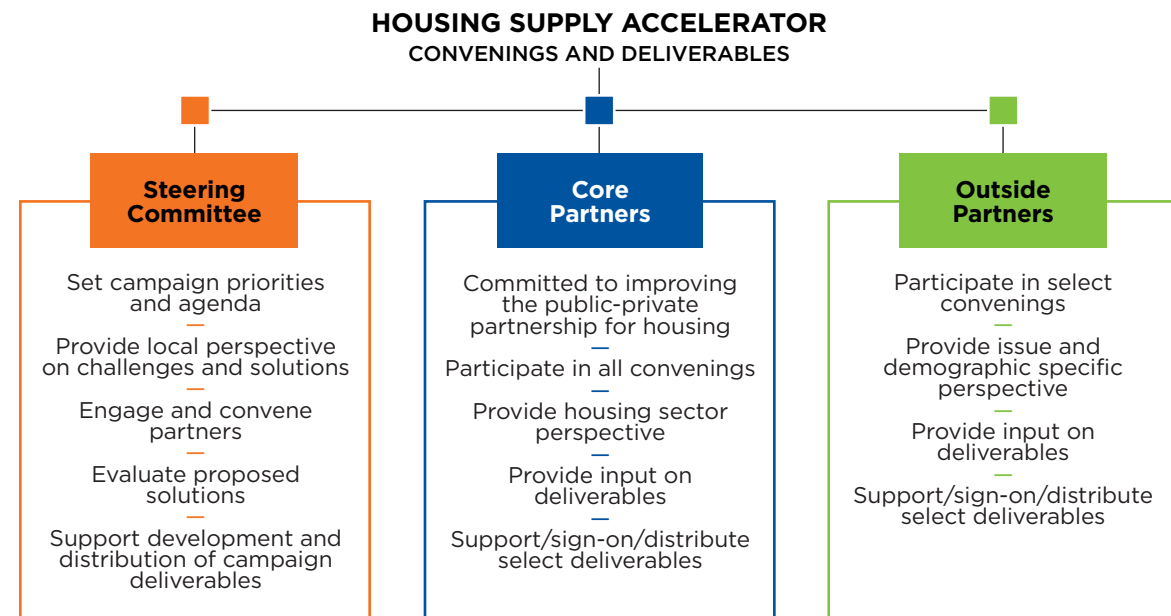 HOUSING SUPPLY ACCELERATOR
CONVENINGS AND DELIVERABLES
Steering
Committee
Set campaign priorities
and agenda
Provide local perspective
on challenges and solutions
Engage and convene
partners
Evaluate proposed
solutions
Support development and
distribution of campaign
deliverables
Core
Partners
Committed to improving
the public-private
partnership for housing
Participate in all convenings
Provide housing sector
perspective
Provide input on
deliverables
Support/sign-on/distribute
select deliverables
Outside
Partners
Participate in select
convenings
Provide issue and
demographic specific
perspective
Provide input on
deliverables
Support/sign-on/distribute
select deliverables